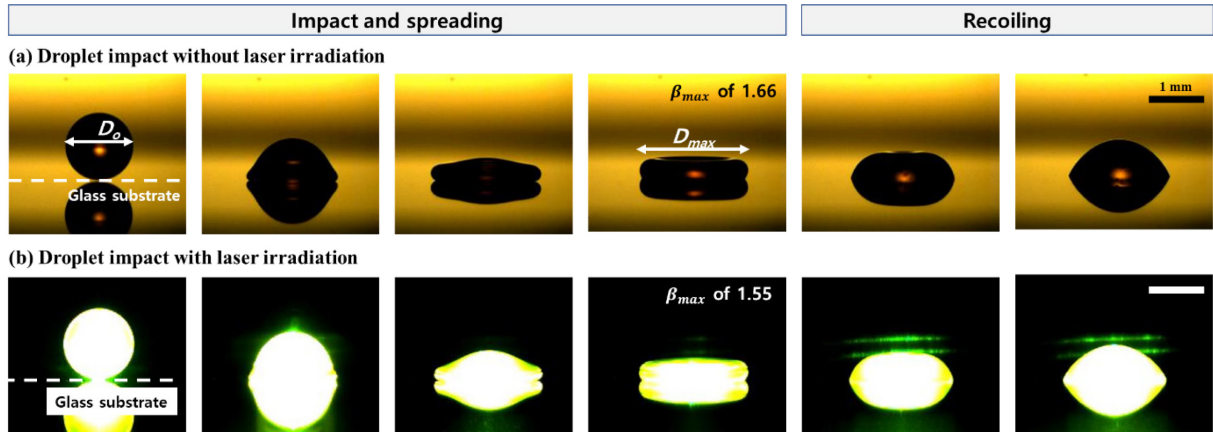 Impact and spreading
Recoiling
(a) Droplet impact without laser irradiation
Dₒ
Glass substrate
βₘₐₓ of 1.66
Dₘₐₓ
1 mm
(b) Droplet impact with laser irradiation
Glass substrate
βₘₐₓ of 1.55